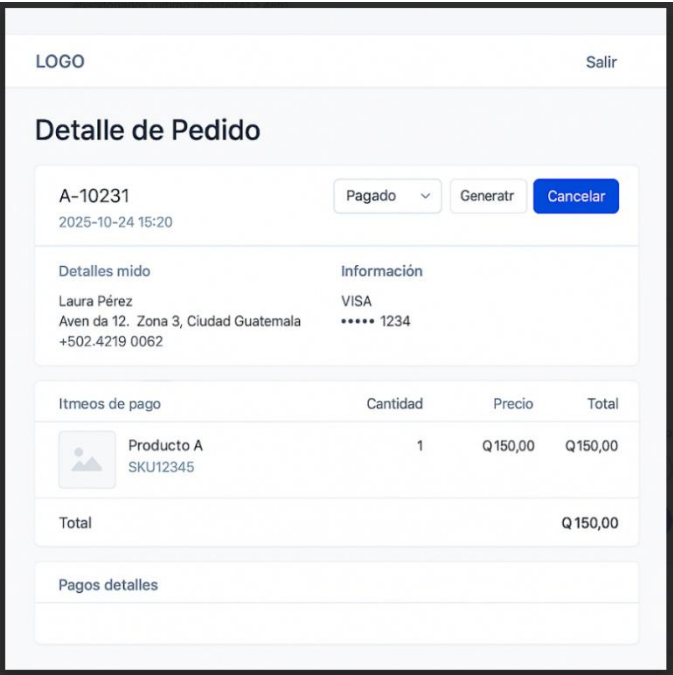 LOGO
Salir
Detalle de Pedido
A-10231
Pagado
Generatr
Cancelar
2025-10-24 15:20
Detalles mido
Información
Laura Pérez
VISA
Aven da 12. Zona 3, Ciudad Guatemala
••••• 1234
+502.4219 0062
Itmeos de pago
Cantidad
Precio
Total
Producto A
1
Q150,00
Q150,00
SKU12345
Total
Q150,00
Pagos detalles